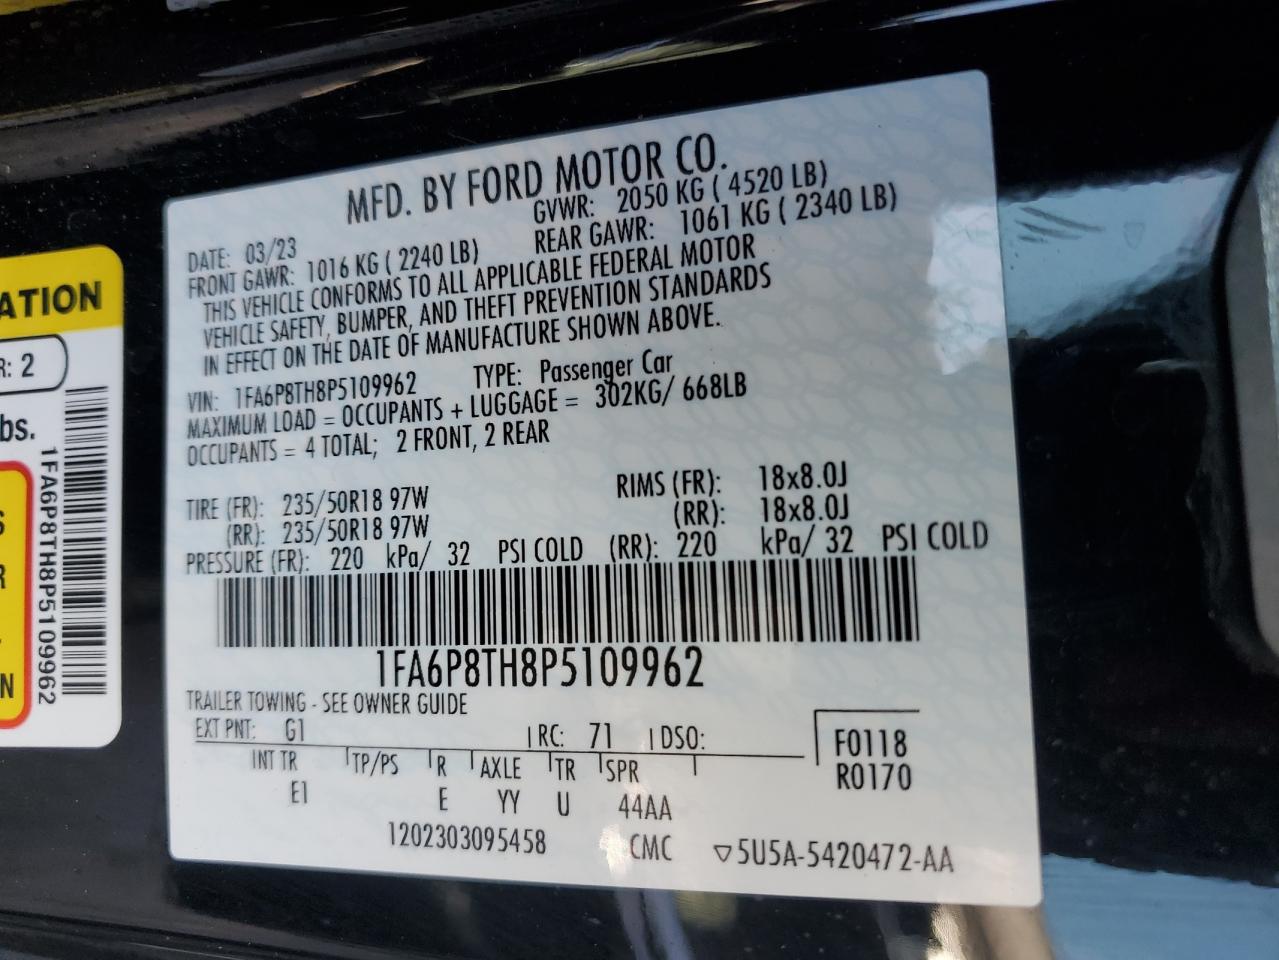 MFD. BY FORD MOTOR CO.
DATE: 03/23 GVWR: 2050 KG ( 4520 LB)
FRONT GAWR: 1016 KG ( 2240 LB) REAR GAWR: 1061 KG ( 2340 LB)
THIS VEHICLE CONFORMS TO ALL APPLICABLE FEDERAL MOTOR
VEHICLE SAFETY, BUMPER, AND THEFT PREVENTION STANDARDS
IN EFFECT ON THE DATE OF MANUFACTURE SHOWN ABOVE.
VIN: 1FA6P8TH8P5109962 TYPE: Passenger Car
MAXIMUM LOAD = OCCUPANTS + LUGGAGE = 302KG/ 668LB
OCCUPANTS = 4 TOTAL; 2 FRONT, 2 REAR
TIRE (FR): 235/50R18 97W RIMS (FR): 18x8.0J
(RR): 235/50R18 97W (RR): 18x8.0J
PRESSURE (FR): 220 kPa/ 32 PSI COLD (RR): 220 kPa/ 32 PSI COLD
1FA6P8TH8P5109962
TRAILER TOWING - SEE OWNER GUIDE
EXT PNT: G1 RC: 71 DSO: F0118
INT TR TP/PS R AXLE TR SPR R0170
E1 E YY U 44AA
1202303095458 CMC ▽5U5A-5420472-AA
ATION
R: 2
bs.
1FA6P8TH8P5109962
S
R
N